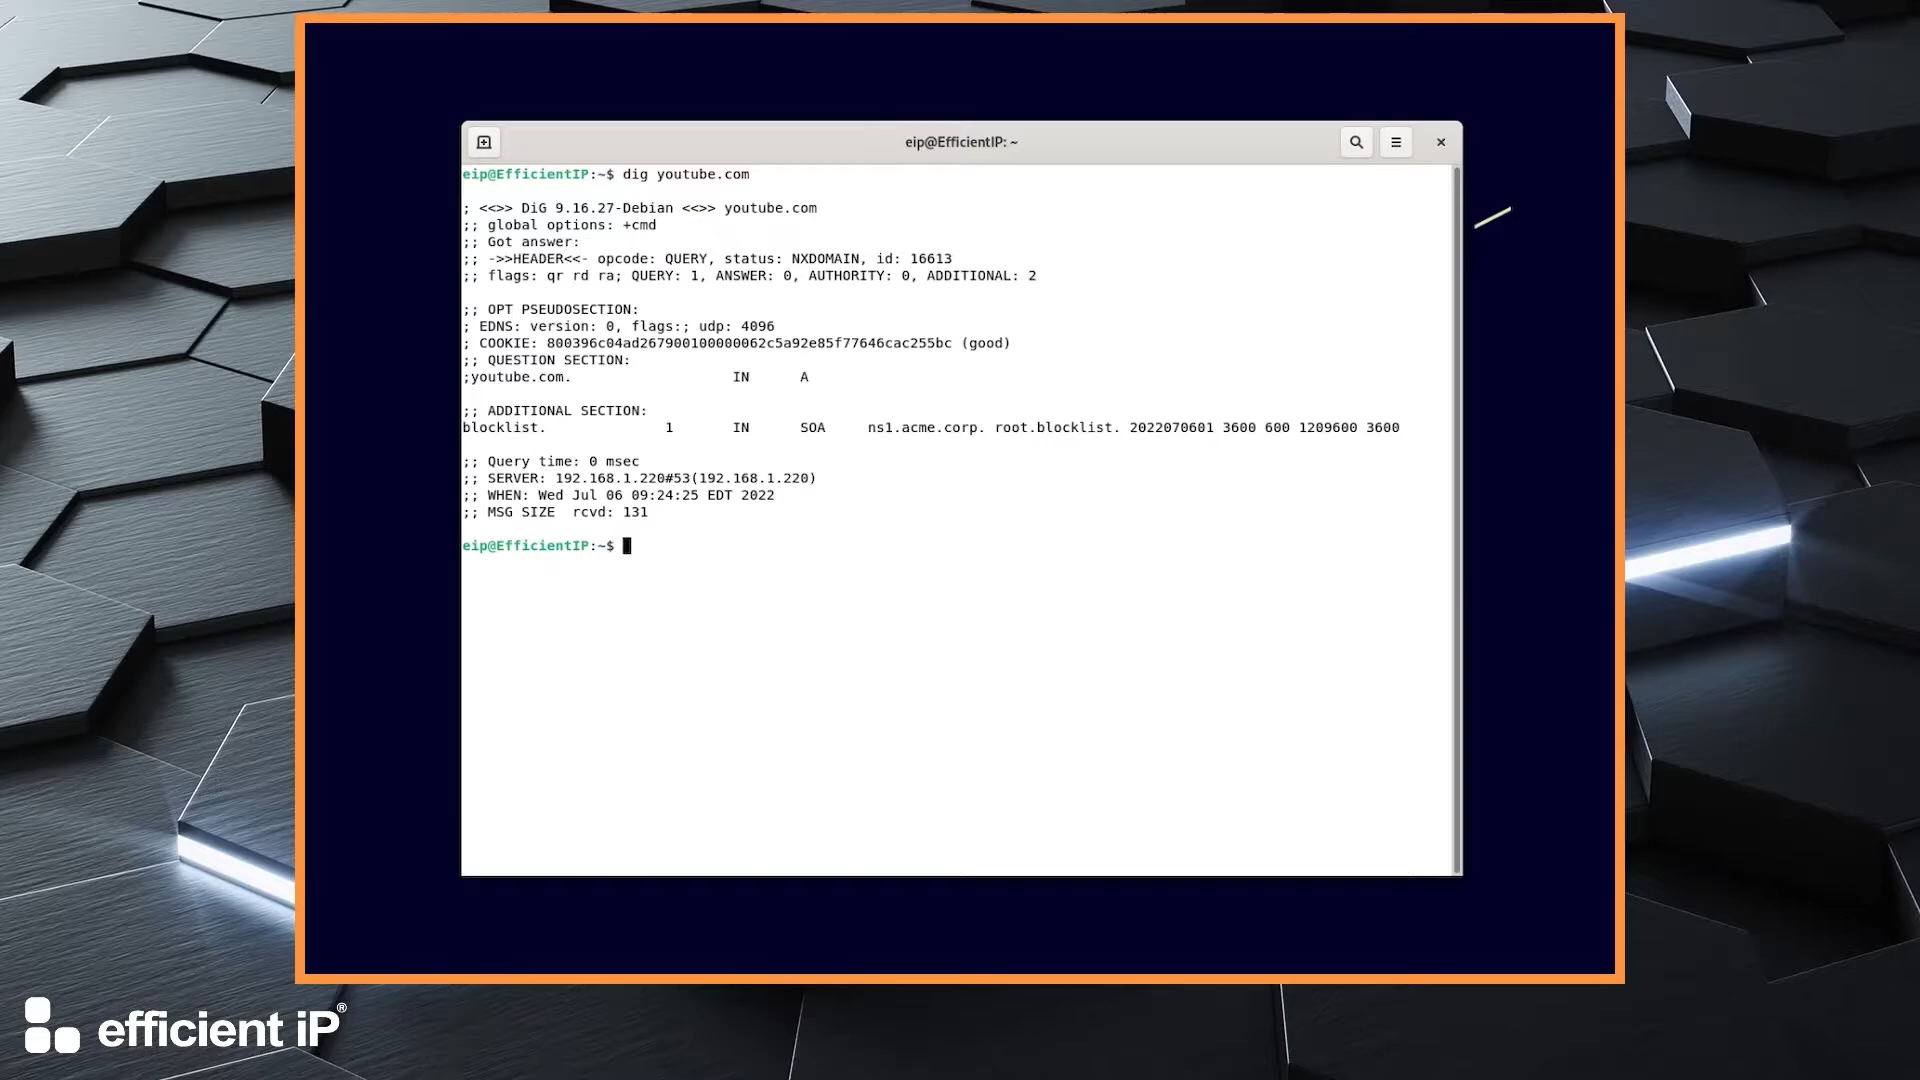 eip@EfficientIP: ~
eip@EfficientIP:~$ dig youtube.com
; <<>> DiG 9.16.27-Debian <<>> youtube.com
;; global options: +cmd
;; Got answer:
;; ->>HEADER<<- opcode: QUERY, status: NXDOMAIN, id: 16613
;; flags: qr rd ra; QUERY: 1, ANSWER: 0, AUTHORITY: 0, ADDITIONAL: 2
;; OPT PSEUDOSECTION:
; EDNS: version: 0, flags:; udp: 4096
; COOKIE: 800396c04ad267900100000062c5a92e85f77646cac255bc (good)
;; QUESTION SECTION:
;youtube.com. IN A
;; ADDITIONAL SECTION:
blocklist. 1 IN SOA ns1.acme.corp. root.blocklist. 2022070601 3600 600 1209600 3600
;; Query time: 0 msec
;; SERVER: 192.168.1.220#53(192.168.1.220)
;; WHEN: Wed Jul 06 09:24:25 EDT 2022
;; MSG SIZE rcvd: 131
eip@EfficientIP:~$
efficient iP®